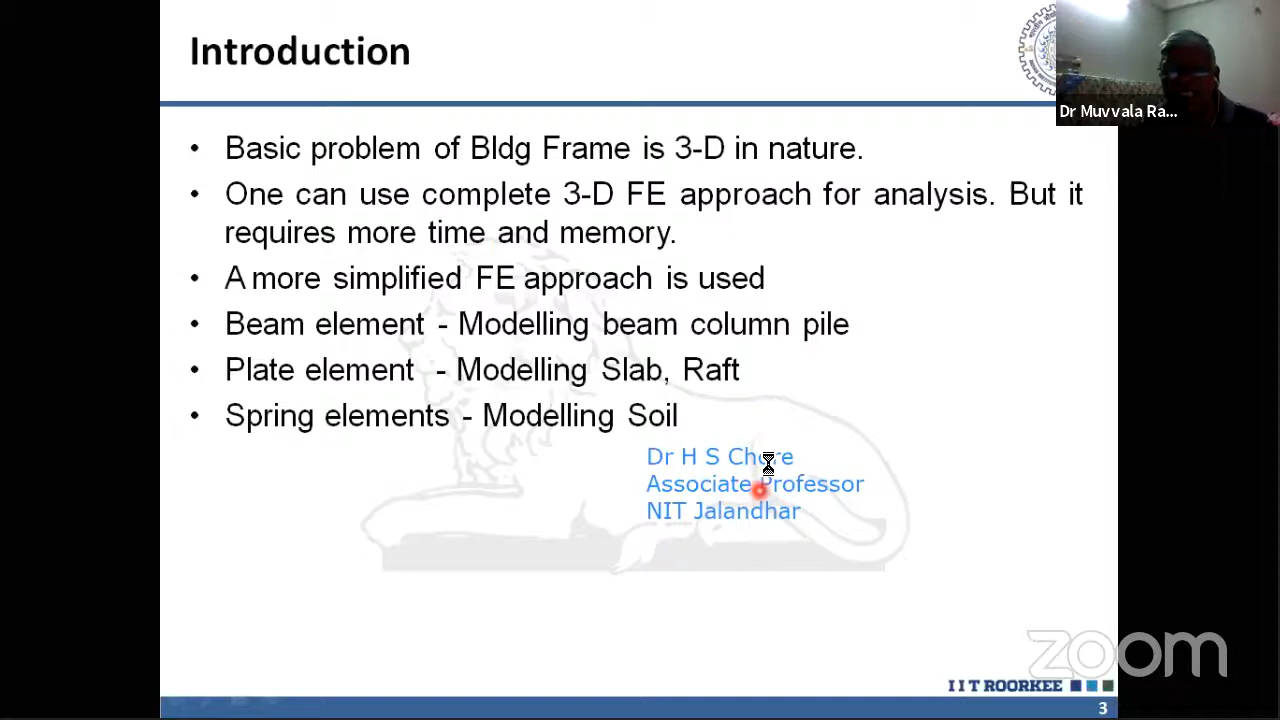 Introduction
Dr Muvvala Ra...
• Basic problem of Bldg Frame is 3-D in nature.
• One can use complete 3-D FE approach for analysis. But it
requires more time and memory.
• A more simplified FE approach is used
• Beam element - Modelling beam column pile
• Plate element - Modelling Slab, Raft
• Spring elements - Modelling Soil
Dr H S Chore
Associate Professor
NIT Jalandhar
zoom
I I T ROORKEE
3